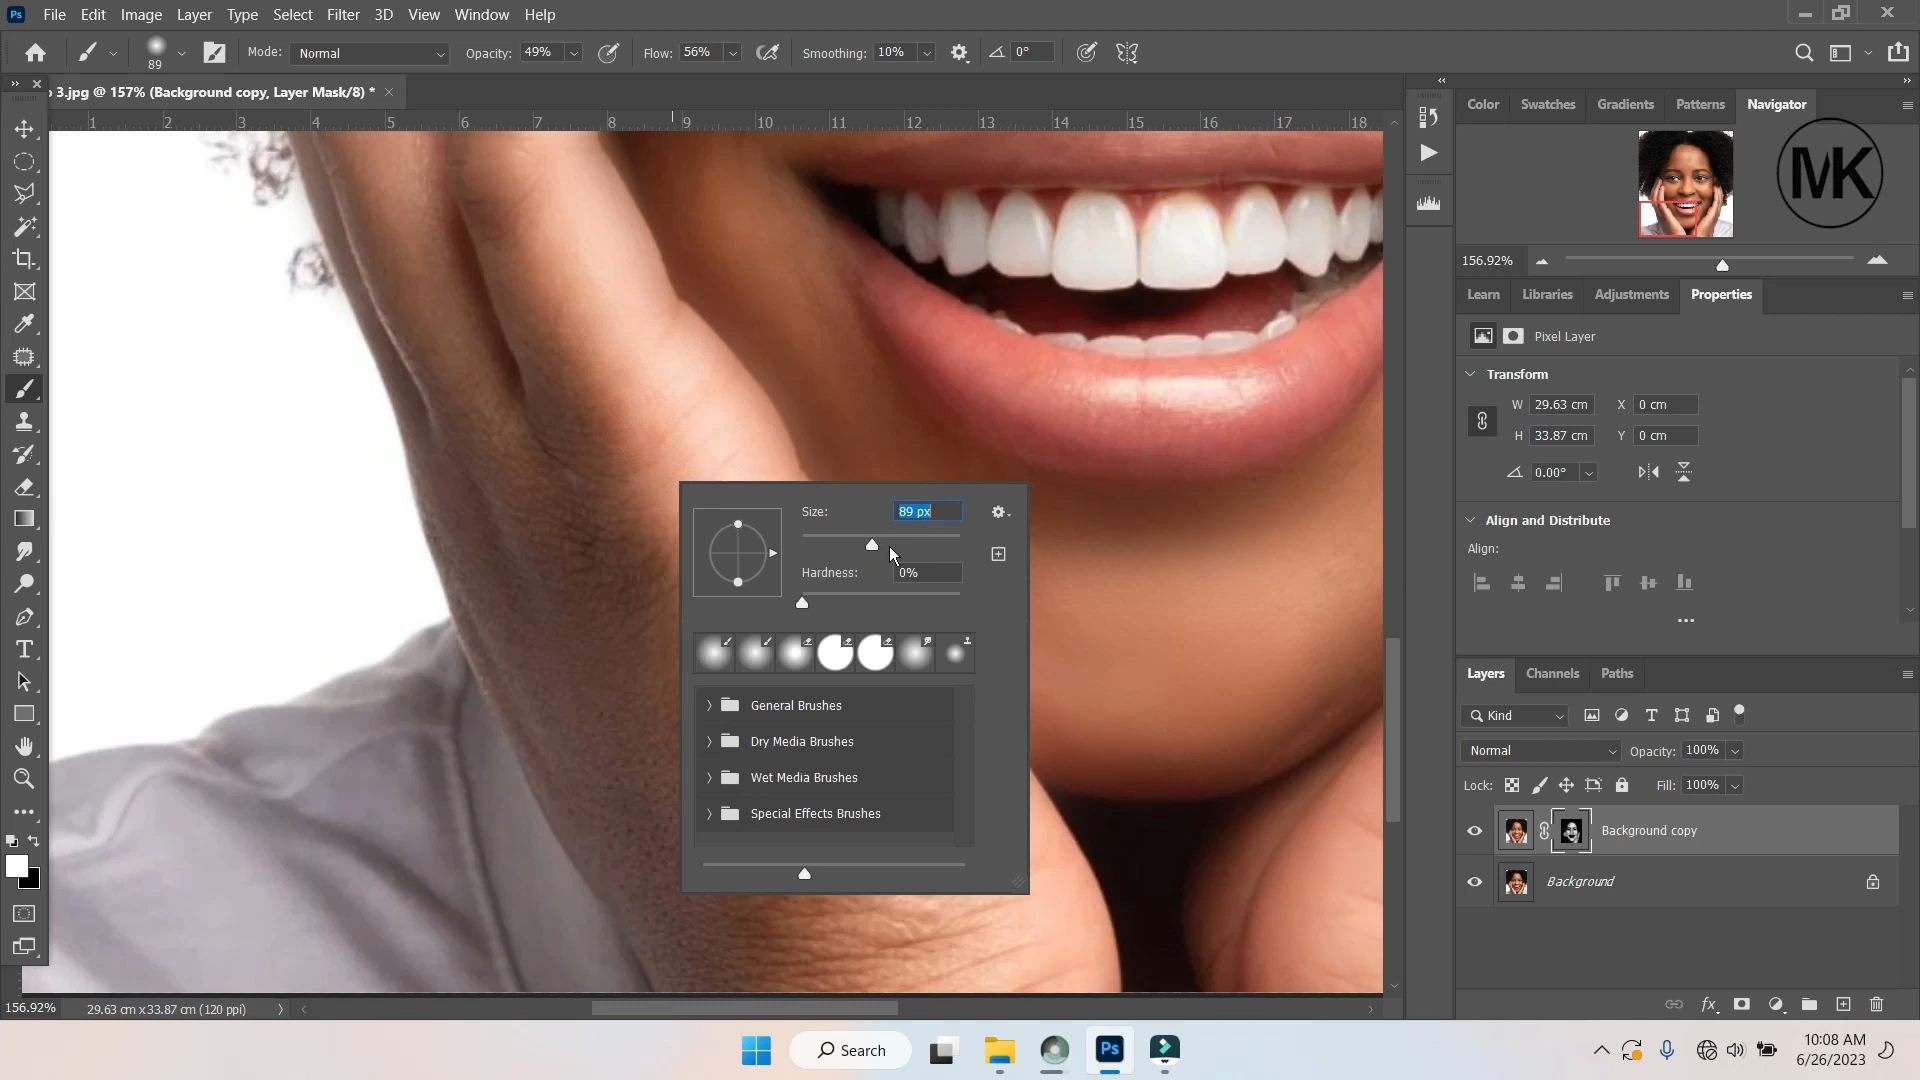 Ps File Edit Image Layer Type Select Filter 3D View Window Help
89 Mode: Normal Opacity: 49% Flow: 56% Smoothing: 10% 0°
3.jpg @ 157% (Background copy, Layer Mask/8) *
1 2 3 4 5 6 7 8 9 10 11 12 13 14 15 16 17 18
Color Swatches Gradients Patterns Navigator
MK
156.92%
Learn Libraries Adjustments Properties
Pixel Layer
Transform
W 29.63 cm X 0 cm
H 33.87 cm Y 0 cm
0.00°
Align and Distribute
Align:
Size: 89 px
Hardness: 0%
General Brushes
Dry Media Brushes
Wet Media Brushes
Special Effects Brushes
Layers Channels Paths
Kind
Normal Opacity: 100%
Lock: Fill: 100%
Background copy
Background
156.92% 29.63 cm x 33.87 cm (120 ppi)
Search
Ps
10:08 AM
6/26/2023